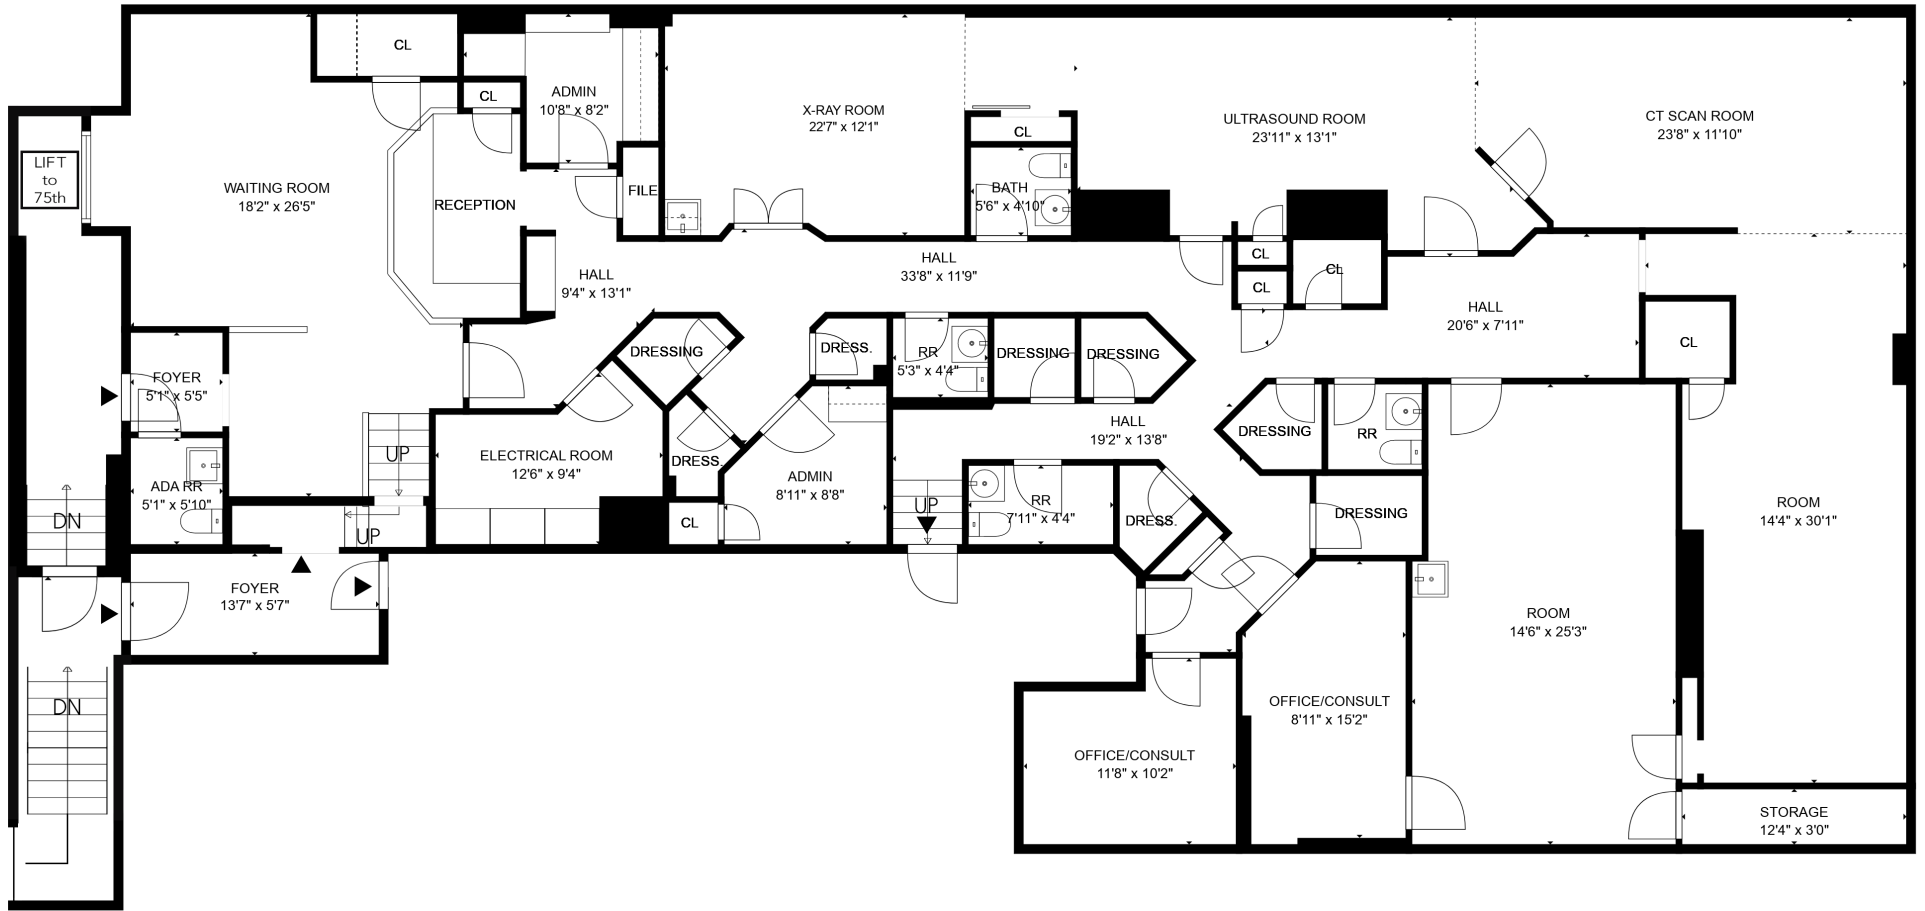 CL
CL
ADMIN
10'8" x 8'2"
X-RAY ROOM
22'7" x 12'1"
CL
ULTRASOUND ROOM
23'11" x 13'1"
CT SCAN ROOM
23'8" x 11'10"
LIFT
to
75th
WAITING ROOM
18'2" x 26'5"
RECEPTION
FILE
BATH
5'6" x 4'10"
HALL
9'4" x 13'1"
HALL
33'8" x 11'9"
CL
CL
CL
HALL
20'6" x 7'11"
CL
FOYER
5'1" x 5'5"
DRESSING
DRESS.
RR
5'3" x 4'4"
DRESSING
DRESSING
UP
ELECTRICAL ROOM
12'6" x 9'4"
DRESS.
ADMIN
8'11" x 8'8"
HALL
19'2" x 13'8"
DRESSING
RR
ADA RR
5'1" x 5'10"
DN
UP
CL
UP
RR
7'11" x 4'4"
DRESS.
DRESSING
ROOM
14'4" x 30'1"
FOYER
13'7" x 5'7"
ROOM
14'6" x 25'3"
DN
OFFICE/CONSULT
8'11" x 15'2"
OFFICE/CONSULT
11'8" x 10'2"
STORAGE
12'4" x 3'0"